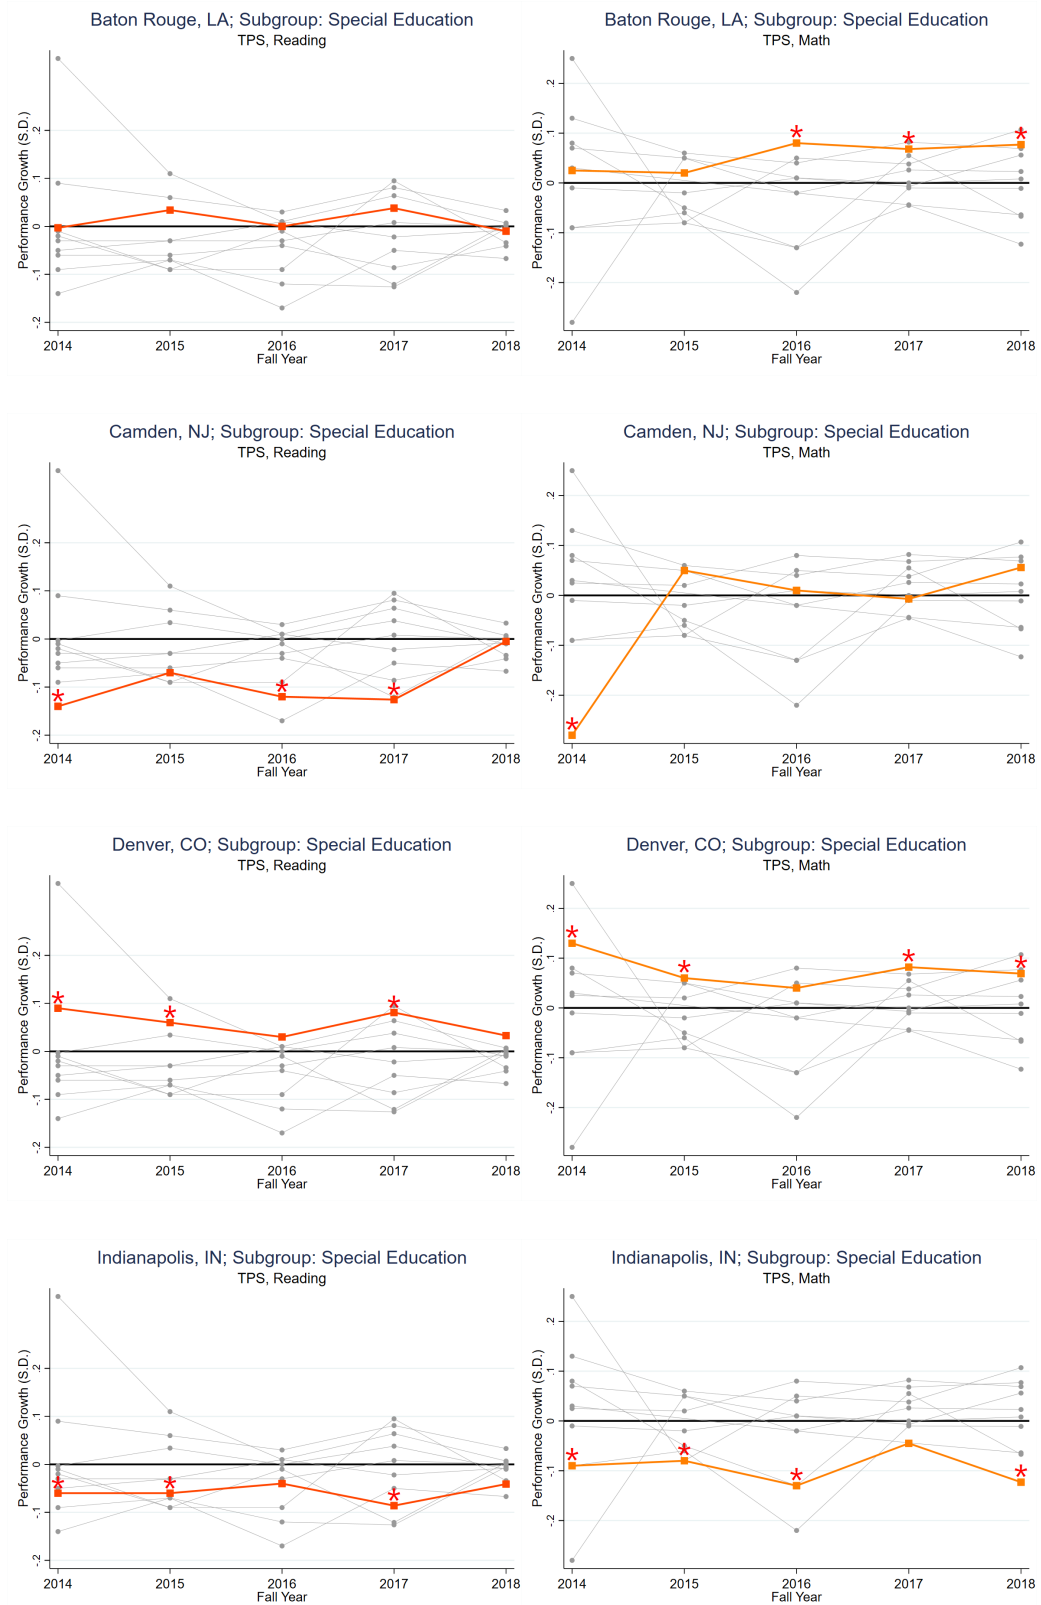 Baton Rouge, LA; Subgroup: Special Education
TPS, Reading
Performance Growth (S.D.)
.2
.1
0
-.1
-.2
2014 2015 2016 2017 2018
Fall Year
Baton Rouge, LA; Subgroup: Special Education
TPS, Math
Performance Growth (S.D.)
.2
.1
0
-.1
-.2
2014 2015 2016 2017 2018
Fall Year
Camden, NJ; Subgroup: Special Education
TPS, Reading
Performance Growth (S.D.)
.2
.1
0
-.1
-.2
2014 2015 2016 2017 2018
Fall Year
Camden, NJ; Subgroup: Special Education
TPS, Math
Performance Growth (S.D.)
.2
.1
0
-.1
-.2
2014 2015 2016 2017 2018
Fall Year
Denver, CO; Subgroup: Special Education
TPS, Reading
Performance Growth (S.D.)
.2
.1
0
-.1
-.2
2014 2015 2016 2017 2018
Fall Year
Denver, CO; Subgroup: Special Education
TPS, Math
Performance Growth (S.D.)
.2
.1
0
-.1
-.2
2014 2015 2016 2017 2018
Fall Year
Indianapolis, IN; Subgroup: Special Education
TPS, Reading
Performance Growth (S.D.)
.2
.1
0
-.1
-.2
2014 2015 2016 2017 2018
Fall Year
Indianapolis, IN; Subgroup: Special Education
TPS, Math
Performance Growth (S.D.)
.2
.1
0
-.1
-.2
2014 2015 2016 2017 2018
Fall Year